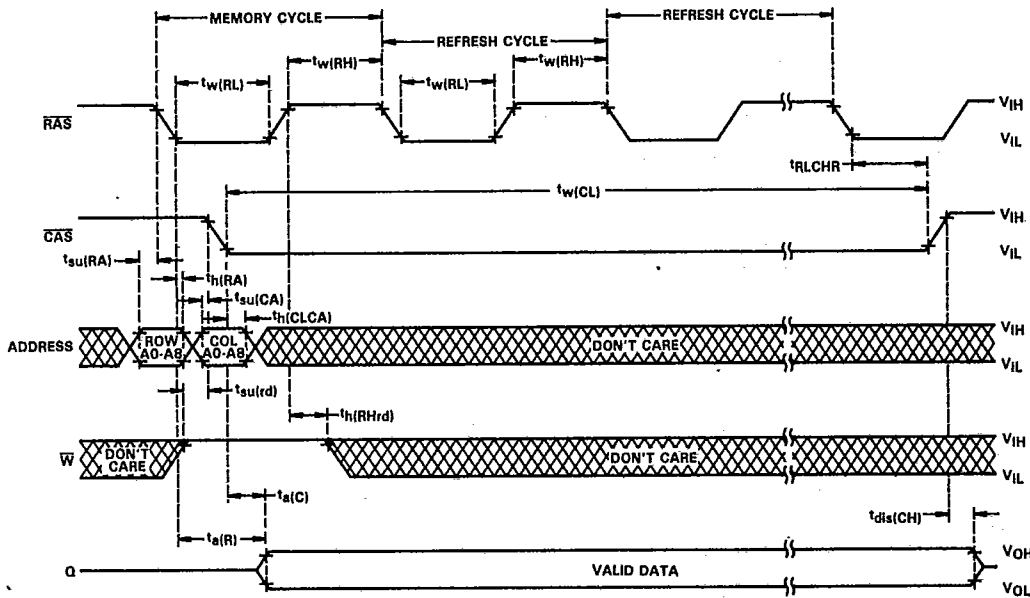 MEMORY CYCLE
REFRESH CYCLE
REFRESH CYCLE
tw(RH)
tw(RH)
tw(RL)
tw(RL)
RAS
VIH
VIL
tRLCHR
tw(CL)
CAS
VIH
VIL
tsu(RA)
th(RA)
tsu(CA)
th(CLCA)
ADDRESS
ROW
A0-A8
COL
A0-A8
DON'T CARE
VIH
VIL
tsu(rd)
th(RHrd)
W
DON'T
CARE
DON'T CARE
VIH
VIL
ta(C)
tdis(CH)
ta(R)
Q
VALID DATA
VOH
VOL